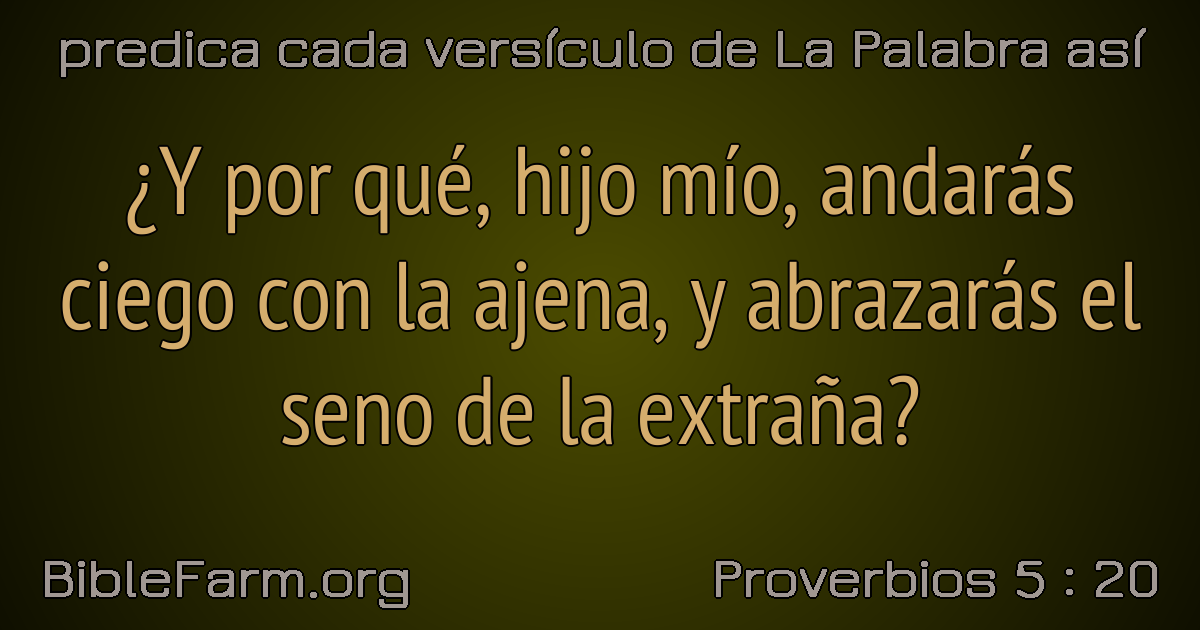 predica cada versículo de La Palabra así
¿Y por qué, hijo mío, andarás
ciego con la ajena, y abrazarás el
seno de la extraña?
BibleFarm.org
Proverbios 5 : 20